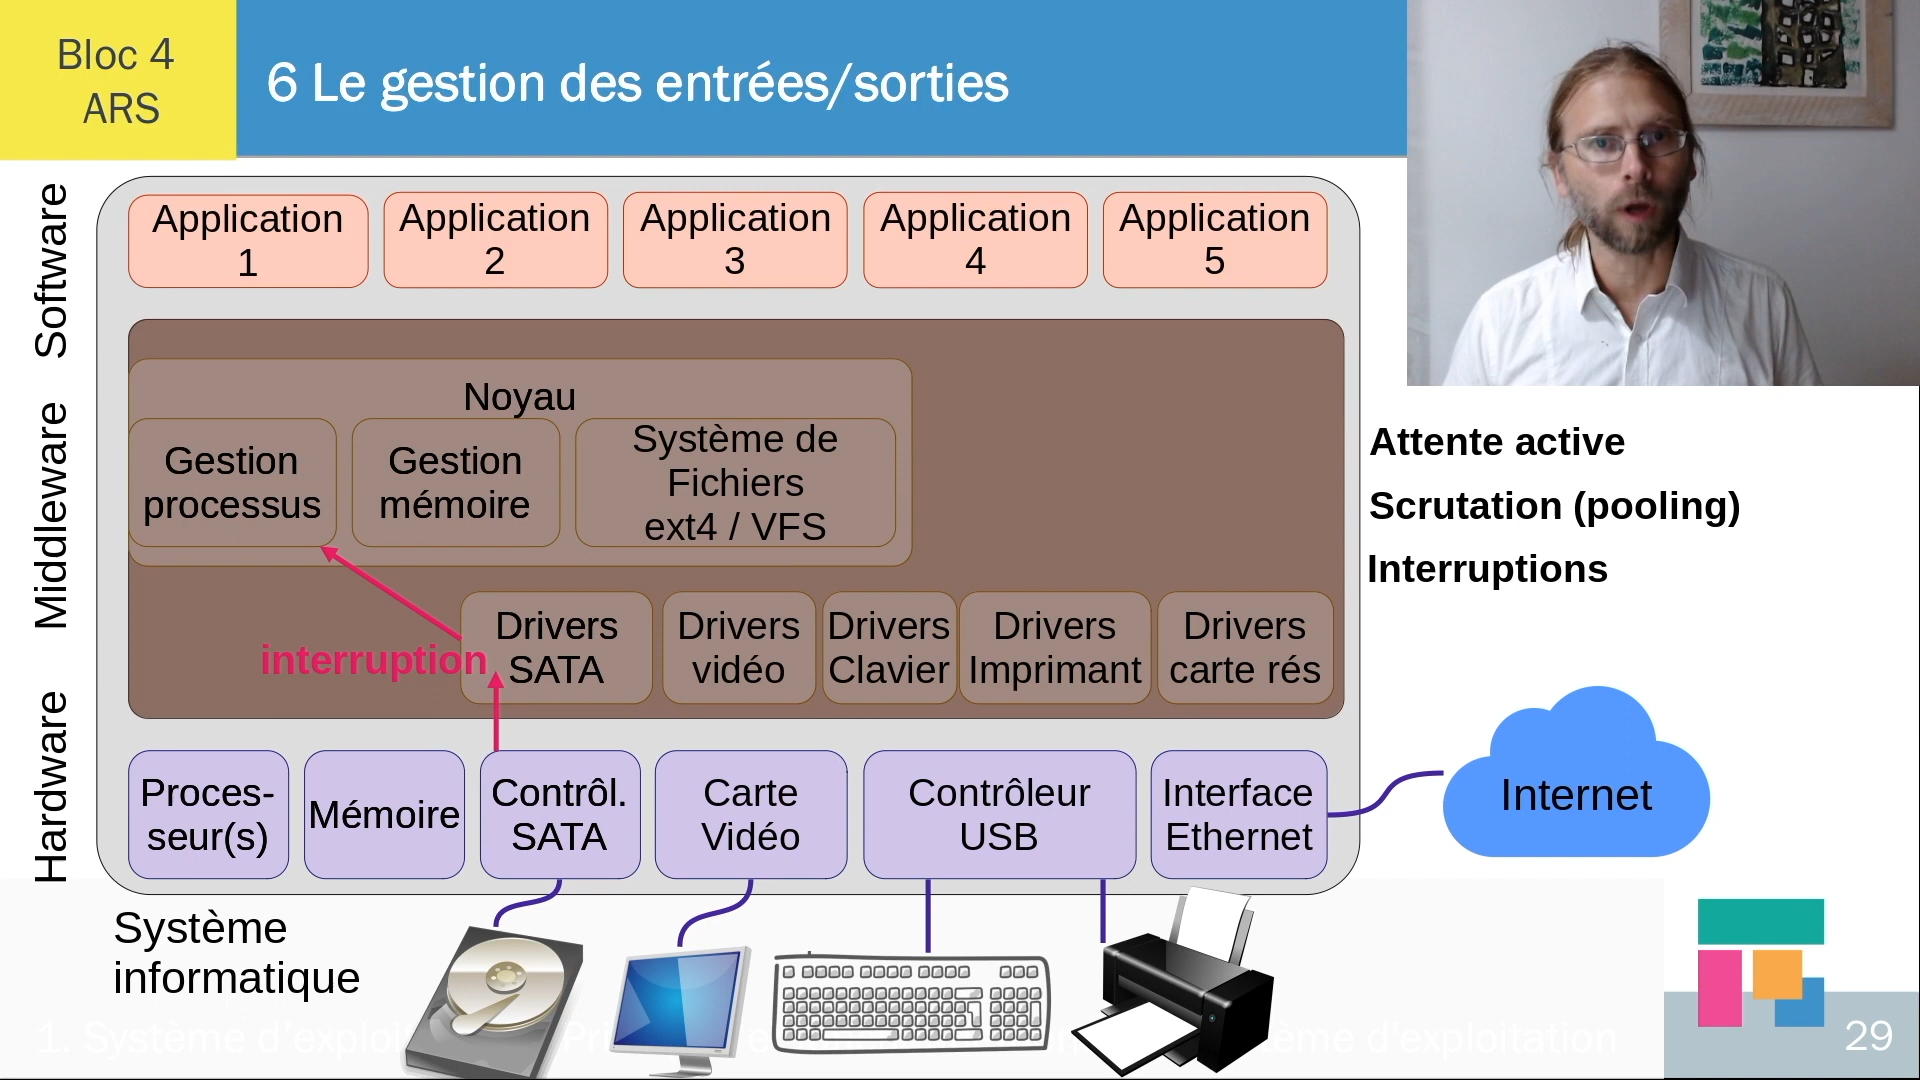 Bloc 4
ARS
6 Le gestion des entrées/sorties
Software
Application
1
Application
2
Application
3
Application
4
Application
5
Middleware
Noyau
Gestion
processus
Gestion
mémoire
Système de
Fichiers
ext4 / VFS
Attente active
Scrutation (pooling)
Interruptions
interruption
Drivers
SATA
Drivers
vidéo
Drivers
Clavier
Drivers
Imprimant
Drivers
carte rés
Hardware
Proces-
seur(s)
Mémoire
Contrôl.
SATA
Carte
Vidéo
Contrôleur
USB
Interface
Ethernet
Internet
Système
informatique
1. Système d'exploi
29